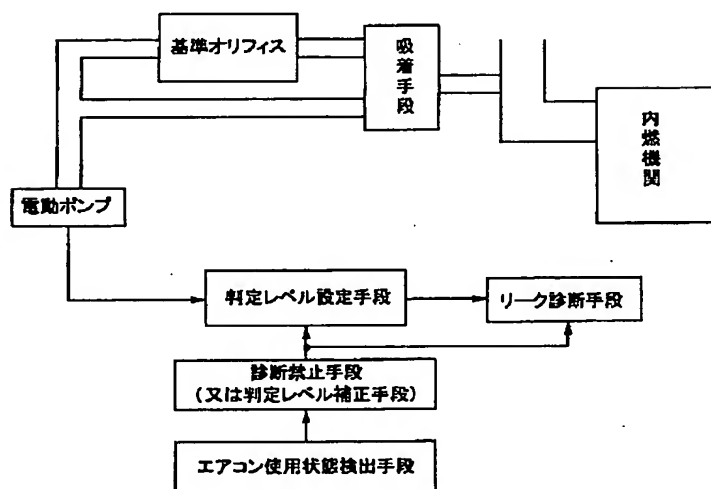 基準オリフィス
吸着手段
内燃機関
電動ポンプ
判定レベル設定手段
リーク診断手段
診断禁止手段
(又は判定レベル補正手段)
エアコン使用状態検出手段